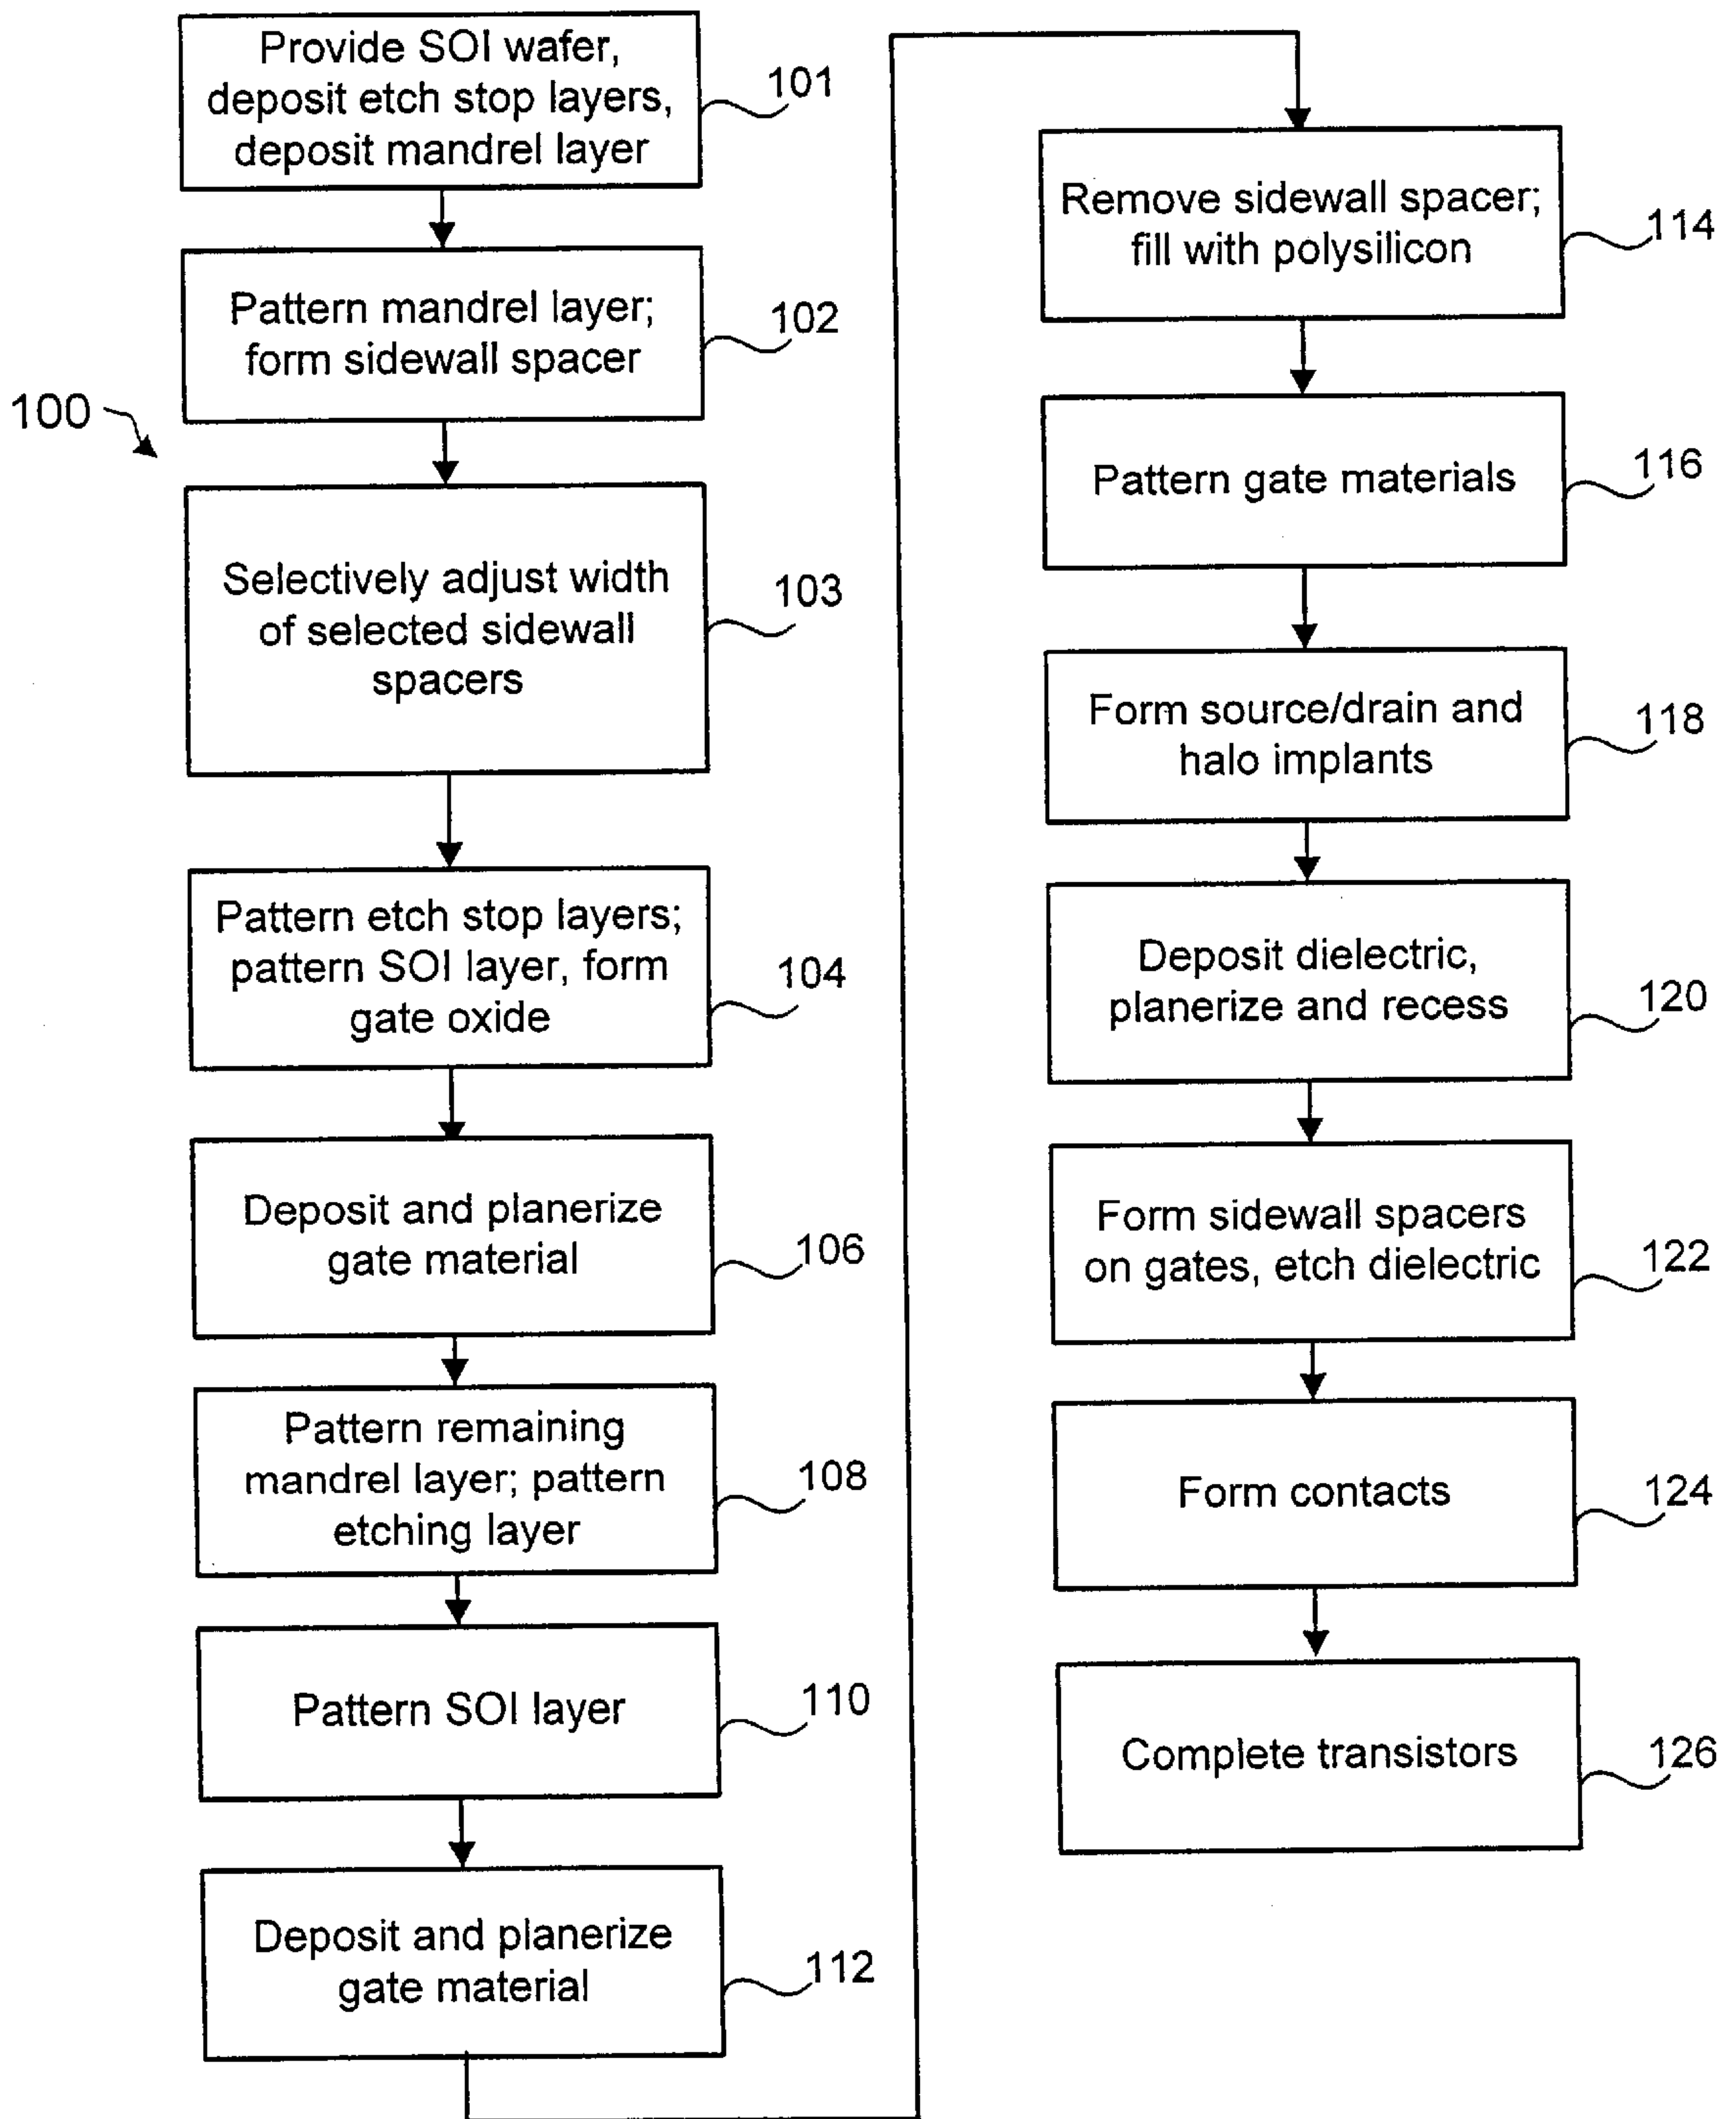 Provide SOI wafer,
deposit etch stop layers,
deposit mandrel layer
101
Pattern mandrel layer;
form sidewall spacer
102
100
Selectively adjust width
of selected sidewall
spacers
103
Pattern etch stop layers;
pattern SOI layer, form
gate oxide
104
Deposit and planerize
gate material
106
Pattern remaining
mandrel layer; pattern
etching layer
108
Pattern SOI layer
110
Deposit and planerize
gate material
112
Remove sidewall spacer;
fill with polysilicon
114
Pattern gate materials
116
Form source/drain and
halo implants
118
Deposit dielectric,
planerize and recess
120
Form sidewall spacers
on gates, etch dielectric
122
Form contacts
124
Complete transistors
126